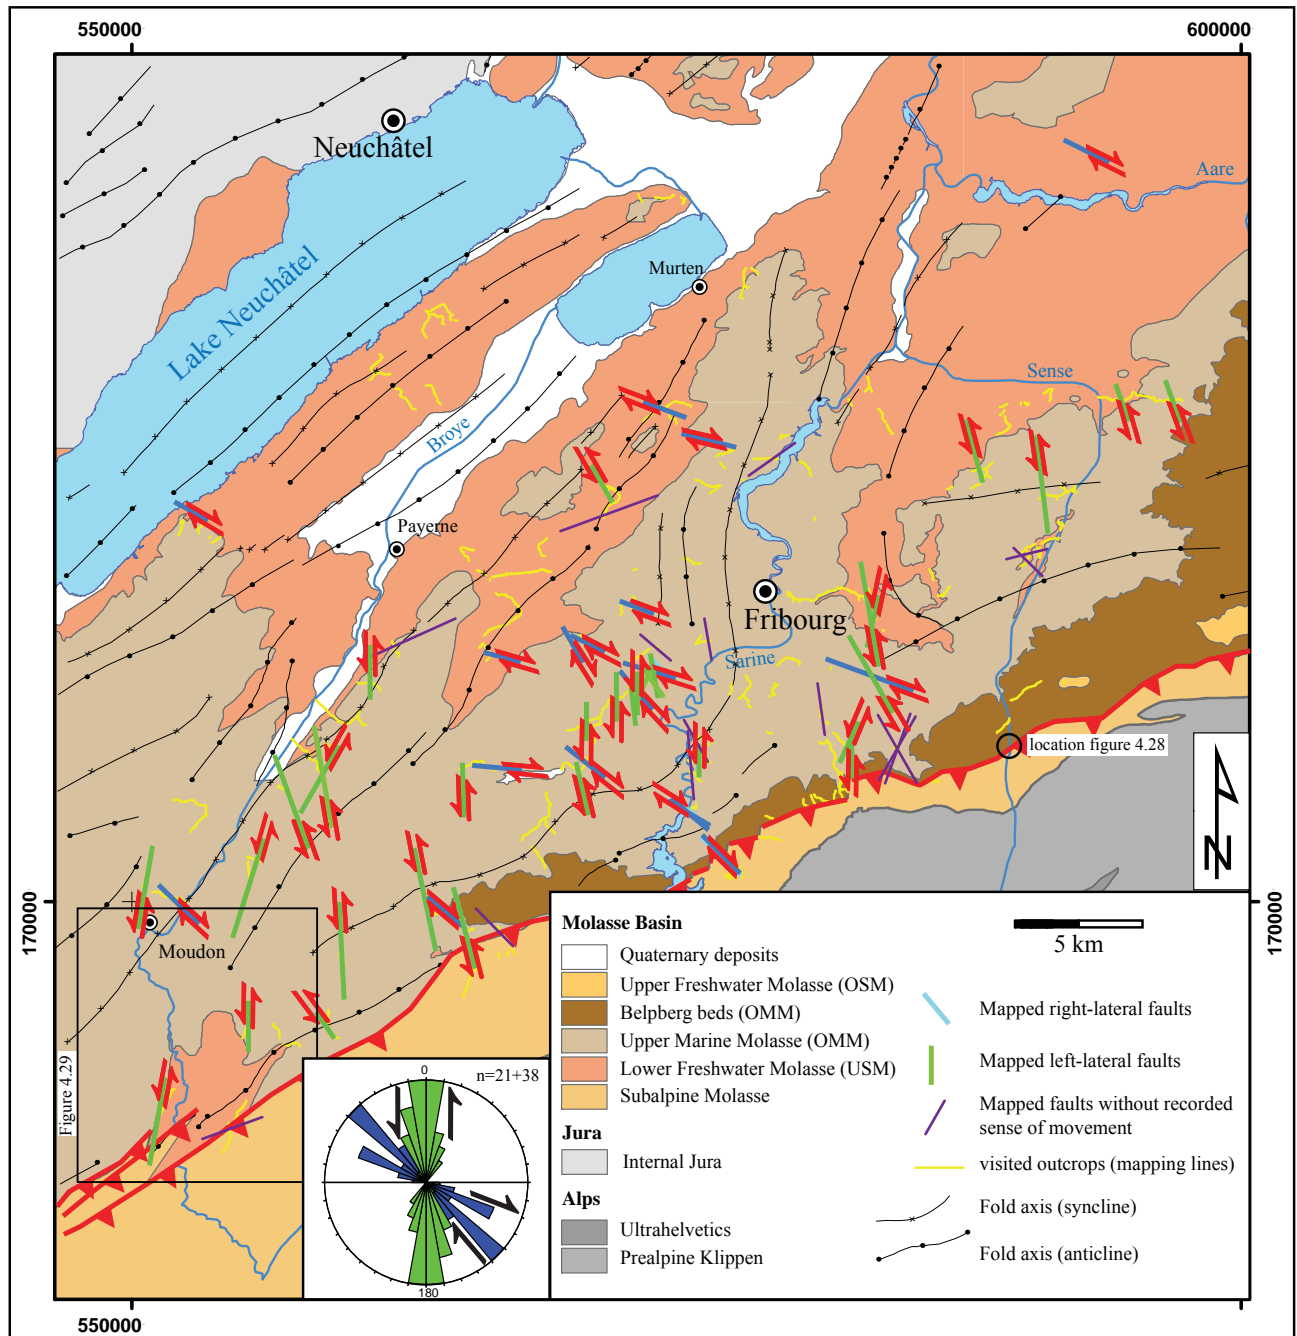 550000
600000
Neuchâtel
Aare
Lake Neuchâtel
Murten
Sense
Broye
Payerne
Fribourg
Sarine
location figure 4.28
N
170000
170000
Moudon
Figure 4.29
0
n=21+38
180
Molasse Basin
Quaternary deposits
Upper Freshwater Molasse (OSM)
Belpberg beds (OMM)
Upper Marine Molasse (OMM)
Lower Freshwater Molasse (USM)
Subalpine Molasse
Jura
Internal Jura
Alps
Ultrahelvetics
Prealpine Klippen
5 km
Mapped right-lateral faults
Mapped left-lateral faults
Mapped faults without recorded
sense of movement
visited outcrops (mapping lines)
Fold axis (syncline)
Fold axis (anticline)
550000